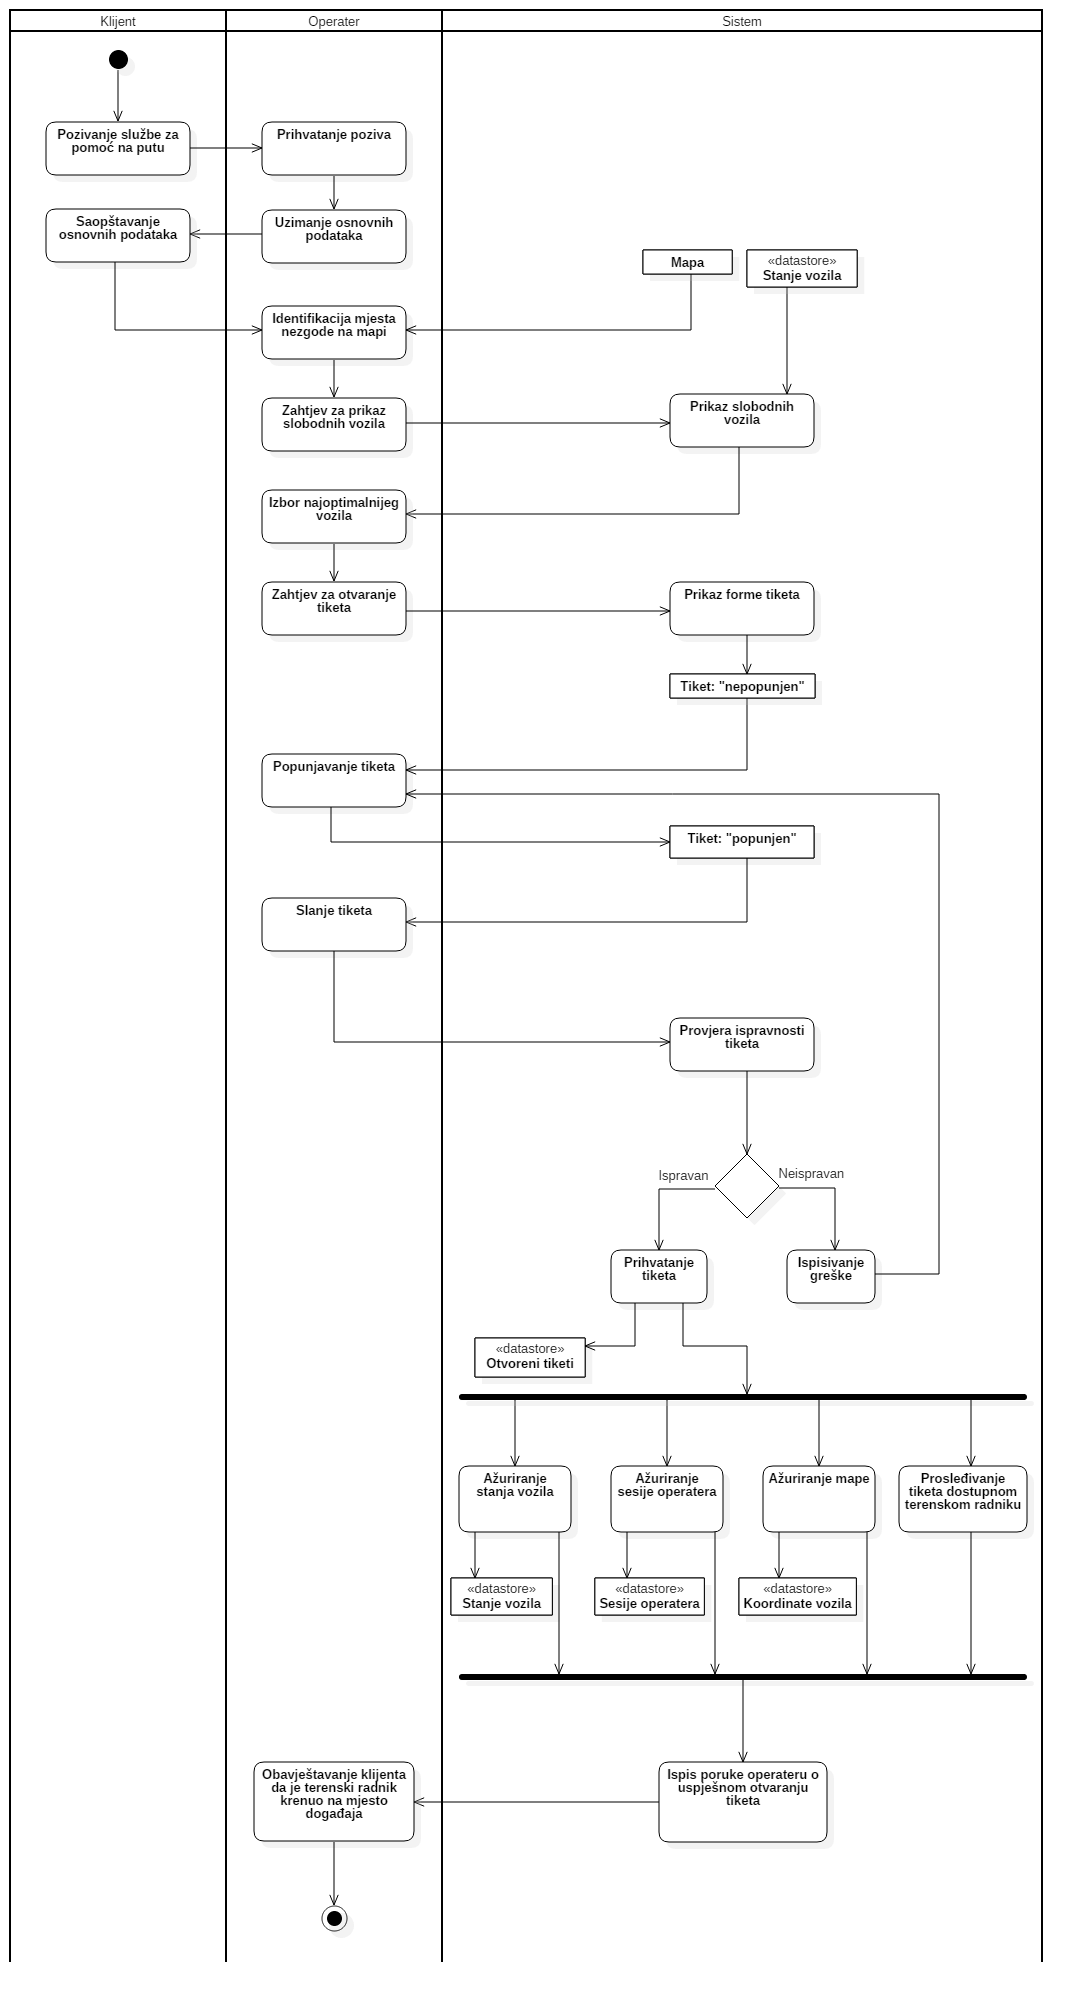 Klijent
Operater
Sistem
Pozivanje službe za
pomoć na putu
Prihvatanje poziva
Saopštavanje
osnovnih podataka
Uzimanje osnovnih
podataka
Mapa
«datastore»
Stanje vozila
Identifikacija mjesta
nezgode na mapi
Zahtjev za prikaz
slobodnih vozila
Prikaz slobodnih
vozila
Izbor najoptimalnijeg
vozila
Zahtjev za otvaranje
tiketa
Prikaz forme tiketa
Tiket: "nepopunjen"
Popunjavanje tiketa
Tiket: "popunjen"
Slanje tiketa
Provjera ispravnosti
tiketa
Ispravan
Neispravan
Prihvatanje
tiketa
Ispisivanje
greške
«datastore»
Otvoreni tiketi
Ažuriranje
stanja vozila
Ažuriranje
sesije operatera
Ažuriranje mape
Prosleđivanje
tiketa dostupnom
terenskom radniku
«datastore»
Stanje vozila
«datastore»
Sesije operatera
«datastore»
Koordinate vozila
Obavještavanje klijenta
da je terenski radnik
krenuo na mjesto
događaja
Ispis poruke operateru o
uspješnom otvaranju
tiketa